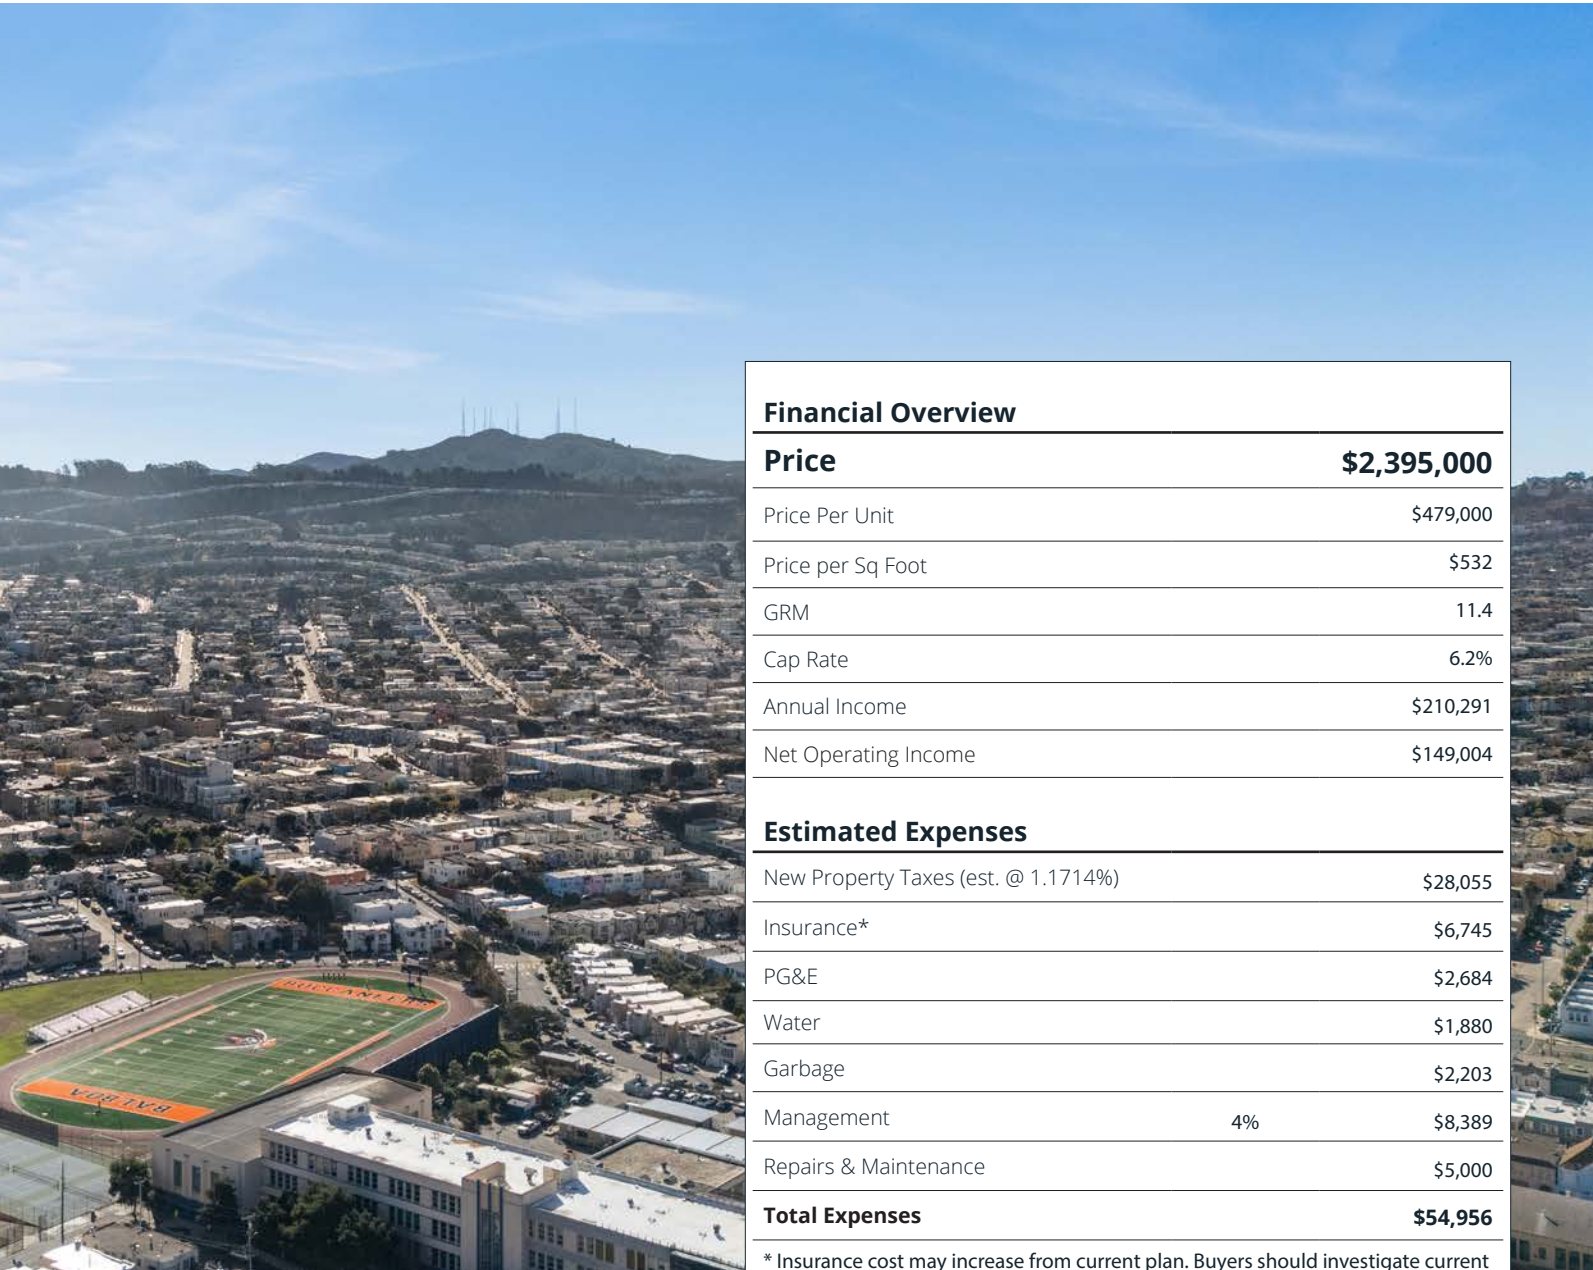 Financial Overview
Price $2,395,000
Price Per Unit $479,000
Price per Sq Foot $532
GRM 11.4
Cap Rate 6.2%
Annual Income $210,291
Net Operating Income $149,004
Estimated Expenses
New Property Taxes (est. @ 1.1714%) $28,055
Insurance* $6,745
PG&E $2,684
Water $1,880
Garbage $2,203
Management 4% $8,389
Repairs & Maintenance $5,000
Total Expenses $54,956
* Insurance cost may increase from current plan. Buyers should investigate current
BUCCANEERS
BALBOA